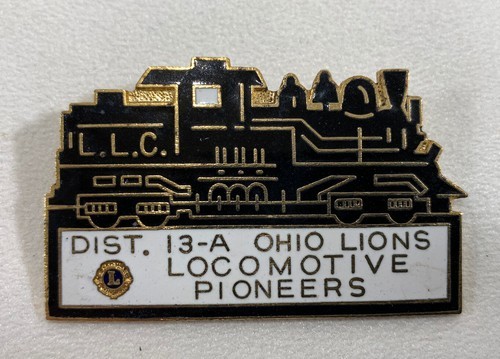 L.L.C.
DIST. 13-A OHIO LIONS
L LOCOMOTIVE
PIONEERS